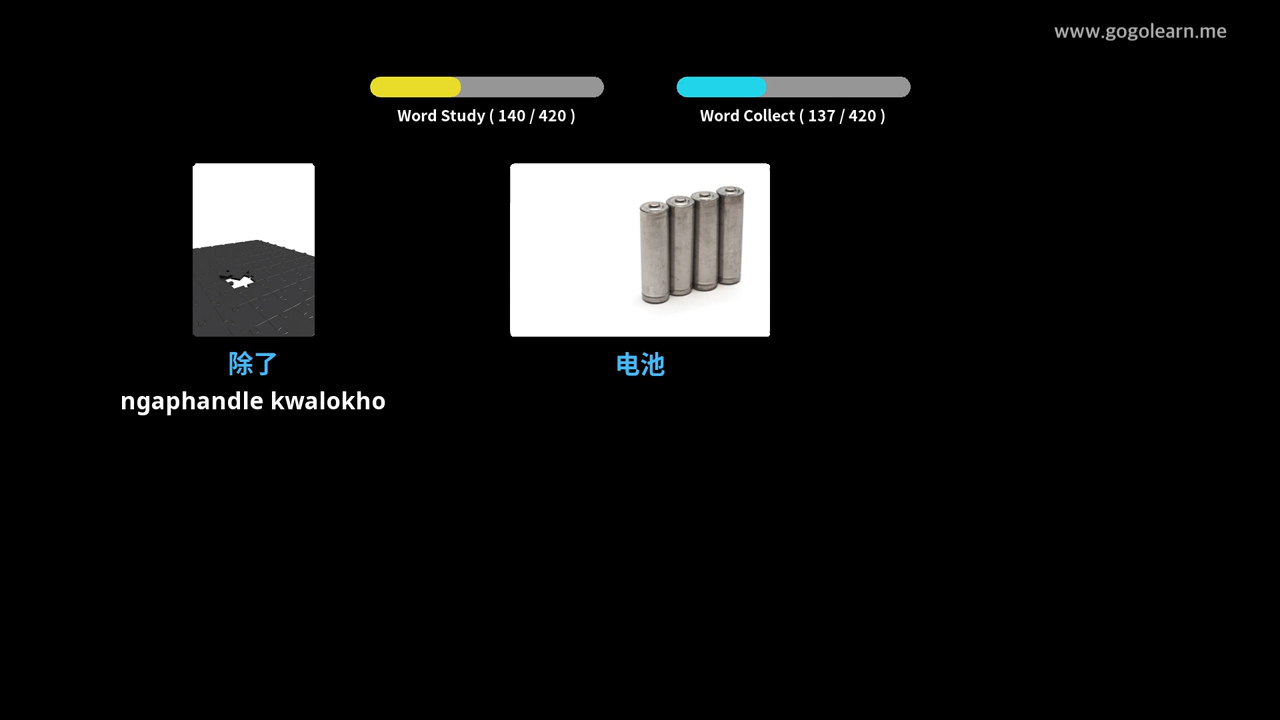 www.gogolearn.me
Word Study ( 140 / 420 )
Word Collect ( 137 / 420 )
除了
电池
ngaphandle kwalokho